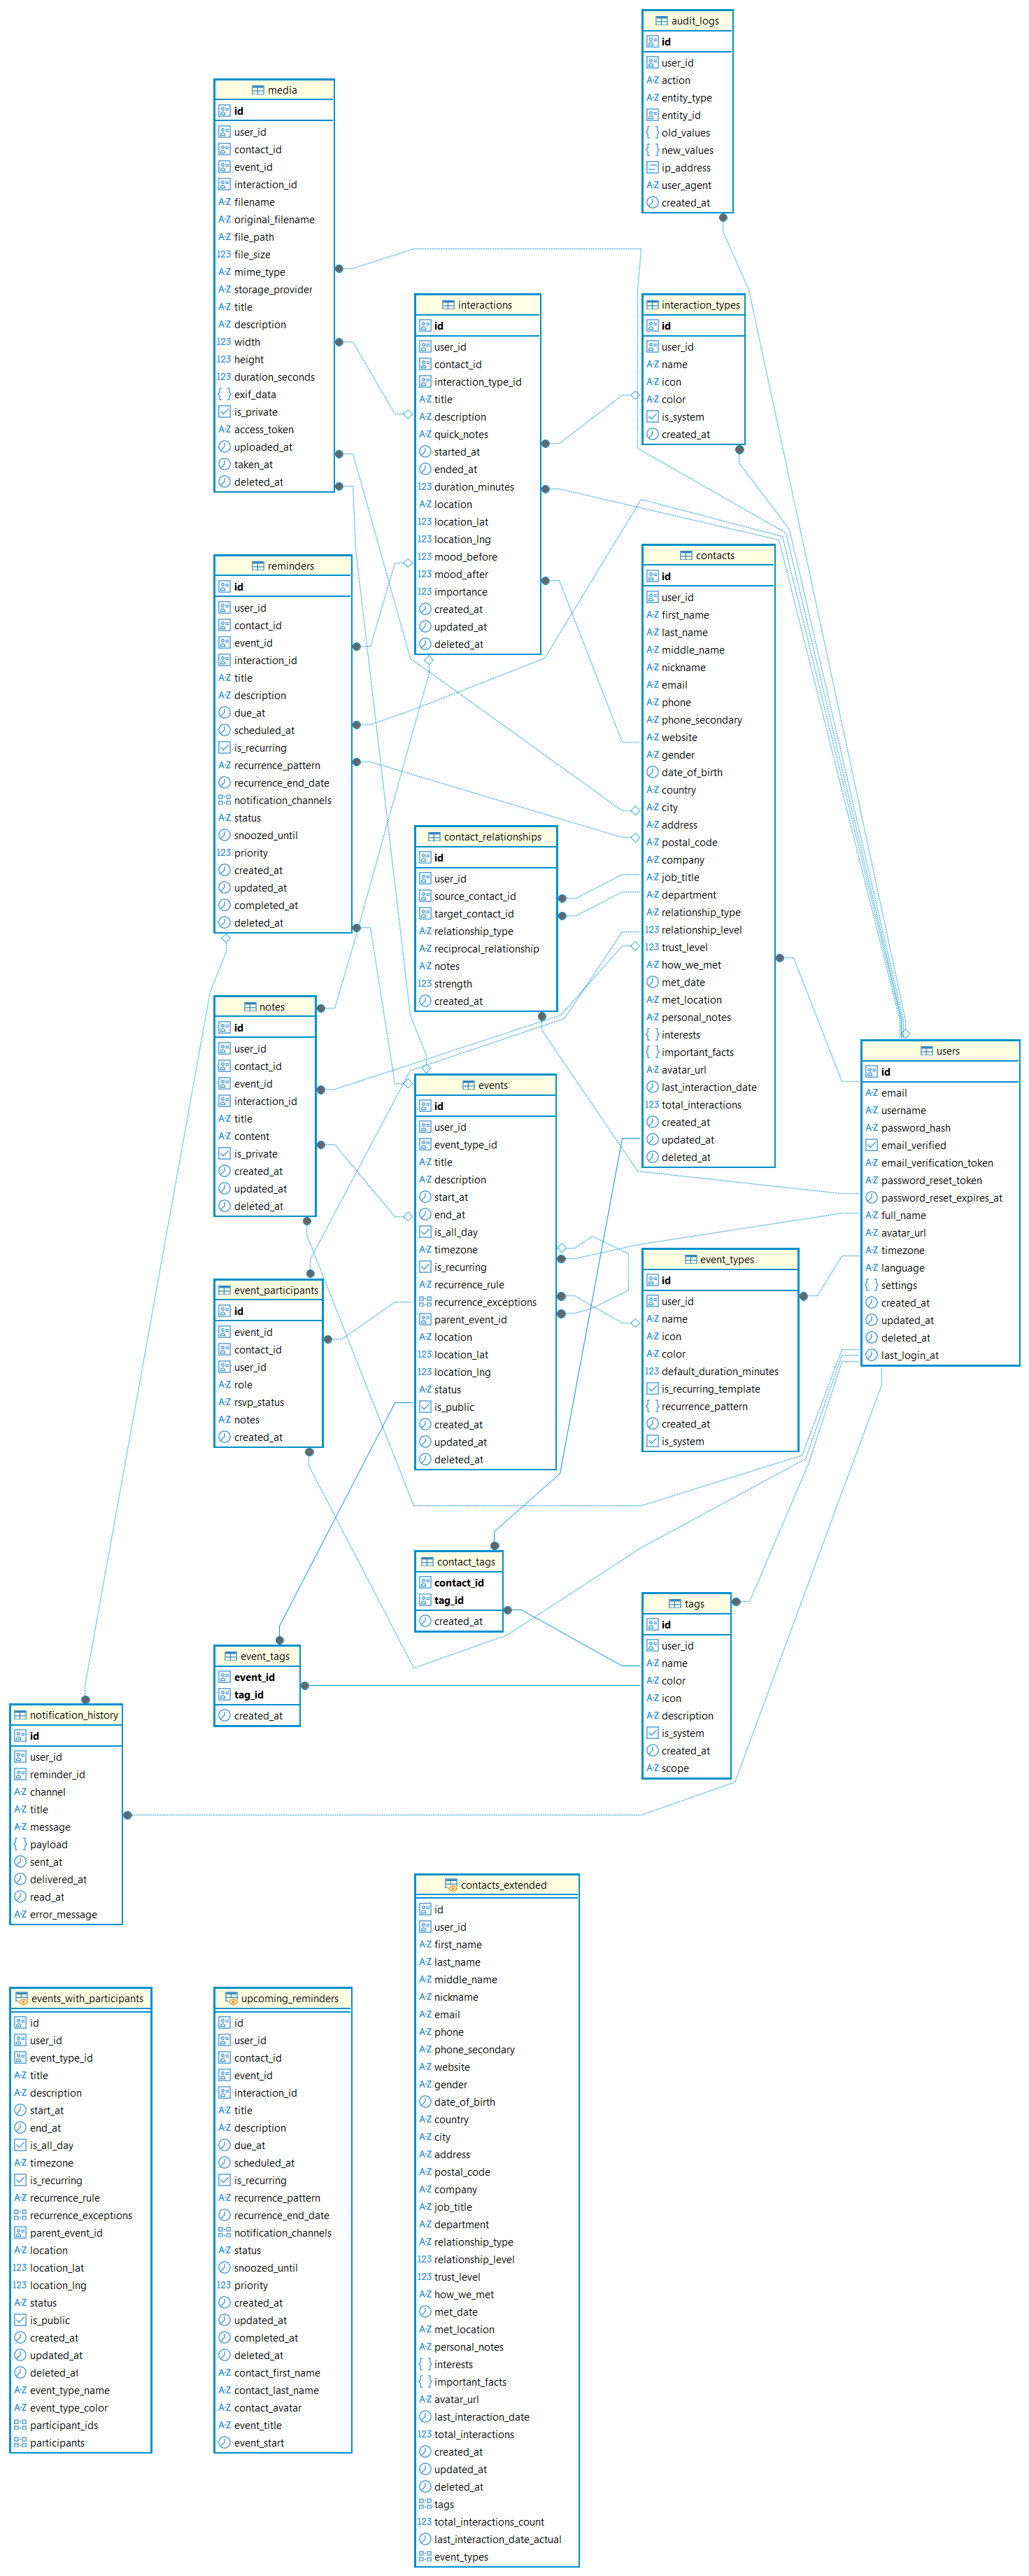 audit_logs
id
user_id
action
entity_type
entity_id
old_values
new_values
ip_address
user_agent
created_at
media
id
user_id
contact_id
event_id
interaction_id
filename
original_filename
file_path
file_size
mime_type
storage_provider
title
description
width
height
duration_seconds
exif_data
is_private
access_token
uploaded_at
taken_at
deleted_at
interactions
id
user_id
contact_id
interaction_type_id
title
description
quick_notes
started_at
ended_at
duration_minutes
location
location_lat
location_lng
mood_before
mood_after
importance
created_at
updated_at
deleted_at
interaction_types
id
user_id
name
icon
color
is_system
created_at
reminders
id
user_id
contact_id
event_id
interaction_id
title
description
due_at
scheduled_at
is_recurring
recurrence_pattern
recurrence_end_date
notification_channels
status
snoozed_until
priority
created_at
updated_at
completed_at
deleted_at
contacts
id
user_id
first_name
last_name
middle_name
nickname
email
phone
phone_secondary
website
gender
date_of_birth
country
city
address
postal_code
company
job_title
department
relationship_type
relationship_level
trust_level
how_we_met
met_date
met_location
personal_notes
interests
important_facts
avatar_url
last_interaction_date
total_interactions
created_at
updated_at
deleted_at
contact_relationships
id
user_id
source_contact_id
target_contact_id
relationship_type
reciprocal_relationship
notes
strength
created_at
notes
id
user_id
contact_id
event_id
interaction_id
title
content
is_private
created_at
updated_at
deleted_at
users
id
email
username
password_hash
email_verified
email_verification_token
password_reset_token
password_reset_expires_at
full_name
avatar_url
timezone
language
settings
created_at
updated_at
deleted_at
last_login_at
events
id
user_id
event_type_id
title
description
start_at
end_at
is_all_day
timezone
is_recurring
recurrence_rule
recurrence_exceptions
parent_event_id
location
location_lat
location_lng
status
is_public
created_at
updated_at
deleted_at
event_types
id
user_id
name
icon
color
default_duration_minutes
is_recurring_template
recurrence_pattern
created_at
is_system
event_participants
id
event_id
contact_id
user_id
role
rsvp_status
notes
created_at
contact_tags
contact_id
tag_id
created_at
tags
id
user_id
name
color
icon
description
is_system
created_at
scope
event_tags
event_id
tag_id
created_at
notification_history
id
user_id
reminder_id
channel
title
message
payload
sent_at
delivered_at
read_at
error_message
contacts_extended
id
user_id
first_name
last_name
middle_name
nickname
email
phone
phone_secondary
website
gender
date_of_birth
country
city
address
postal_code
company
job_title
department
relationship_type
relationship_level
trust_level
how_we_met
met_date
met_location
personal_notes
interests
important_facts
avatar_url
last_interaction_date
total_interactions
created_at
updated_at
deleted_at
tags
total_interactions_count
last_interaction_date_actual
event_types
events_with_participants
id
user_id
event_type_id
title
description
start_at
end_at
is_all_day
timezone
is_recurring
recurrence_rule
recurrence_exceptions
parent_event_id
location
location_lat
location_lng
status
is_public
created_at
updated_at
deleted_at
event_type_name
event_type_color
participant_ids
participants
upcoming_reminders
id
user_id
contact_id
event_id
interaction_id
title
description
due_at
scheduled_at
is_recurring
recurrence_pattern
recurrence_end_date
notification_channels
status
snoozed_until
priority
created_at
updated_at
completed_at
deleted_at
contact_first_name
contact_last_name
contact_avatar
event_title
event_start